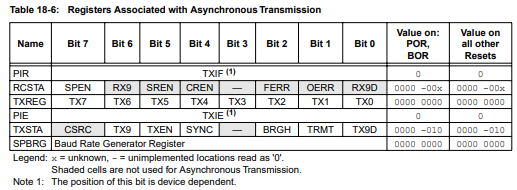 Table 18-6: Registers Associated with Asynchronous Transmission
Name Bit 7 Bit 6 Bit 5 Bit 4 Bit 3 Bit 2 Bit 1 Bit 0 Value on: POR, BOR Value on all other Resets
PIR TXIF (1) 0 0
RCSTA SPEN RX9 SREN CREN — FERR OERR RX9D 0000 -00x 0000 -00x
TXREG TX7 TX6 TX5 TX4 TX3 TX2 TX1 TX0 0000 0000 0000 0000
PIE TXIE (1) 0 0
TXSTA CSRC TX9 TXEN SYNC — BRGH TRMT TX9D 0000 -010 0000 -010
SPBRG Baud Rate Generator Register 0000 0000 0000 0000
Legend: x = unknown, - = unimplemented locations read as '0'.
Shaded cells are not used for Asynchronous Transmission.
Note 1: The position of this bit is device dependent.